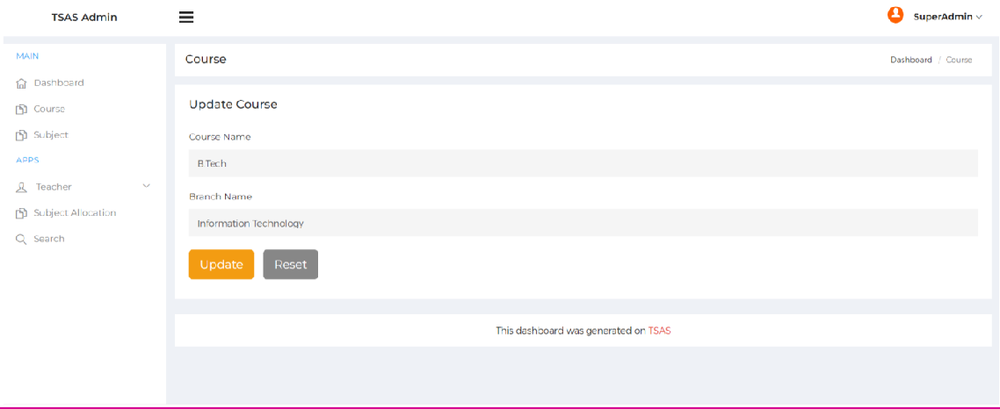 TSAS Admin
SuperAdmin
MAIN
Dashboard
Course
Subject
APPS
Teacher
Subject Allocation
Search
Course
Dashboard / Course
Update Course
Course Name
B.Tech
Branch Name
Information Technology
Update Reset
This dashboard was generated on TSAS